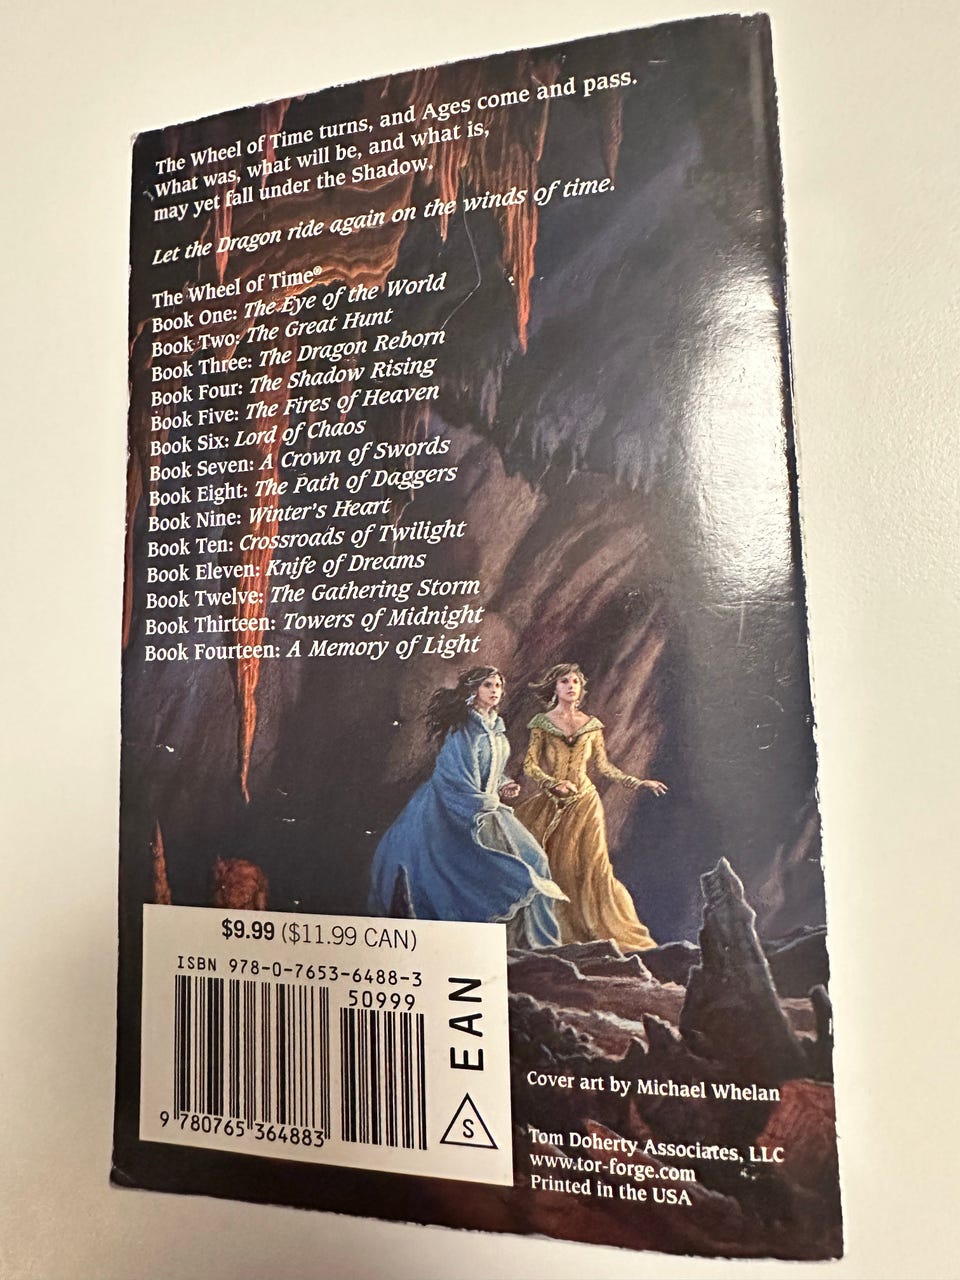 The Wheel of Time turns, and Ages come and pass.
What was, what will be, and what is,
may yet fall under the Shadow.
Let the Dragon ride again on the winds of time.
The Wheel of Time®
Book One: The Eye of the World
Book Two: The Great Hunt
Book Three: The Dragon Reborn
Book Four: The Shadow Rising
Book Five: The Fires of Heaven
Book Six: Lord of Chaos
Book Seven: A Crown of Swords
Book Eight: The Path of Daggers
Book Nine: Winter's Heart
Book Ten: Crossroads of Twilight
Book Eleven: Knife of Dreams
Book Twelve: The Gathering Storm
Book Thirteen: Towers of Midnight
Book Fourteen: A Memory of Light
$9.99 ($11.99 CAN)
ISBN 978-0-7653-6488-3
50999
9 780765 364883
EAN
S
Cover art by Michael Whelan
Tom Doherty Associates, LLC
www.tor-forge.com
Printed in the USA